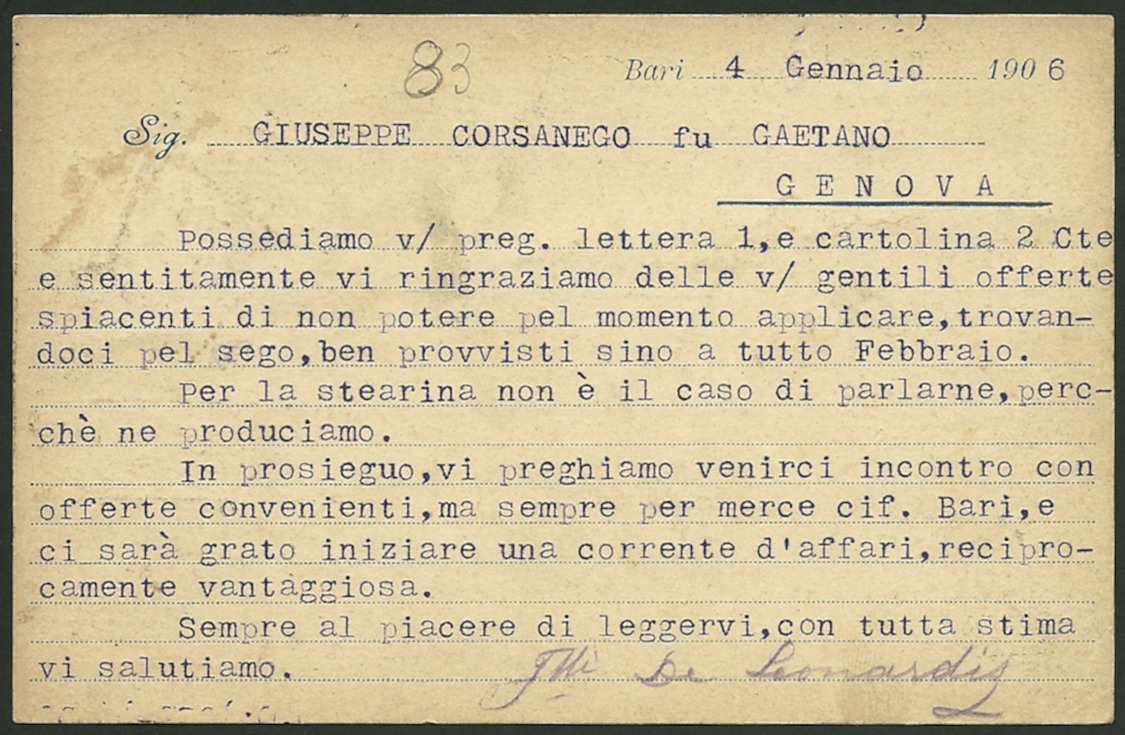 83
Bari 4 Gennaio 1906
Sig. GIUSEPPE CORSANEGO fu GAETANO
GENOVA
Possediamo v/ preg. lettera 1,e cartolina 2 Cte
e sentitamente vi ringraziamo delle v/ gentili offerte
spiacenti di non potere pel momento applicare,trovan-
doci pel sego,ben provvisti sino a tutto Febbraio.
Per la stearina non è il caso di parlarne,perc-
chè ne produciamo.
In prosieguo,vi preghiamo venirci incontro con
offerte convenienti,ma sempre per merce cif. Bari,e
ci sarà grato iniziare una corrente d'affari,recipro-
camente vantaggiosa.
Sempre al piacere di leggervi,con tutta stima
vi salutiamo.
Flli De Leonardis